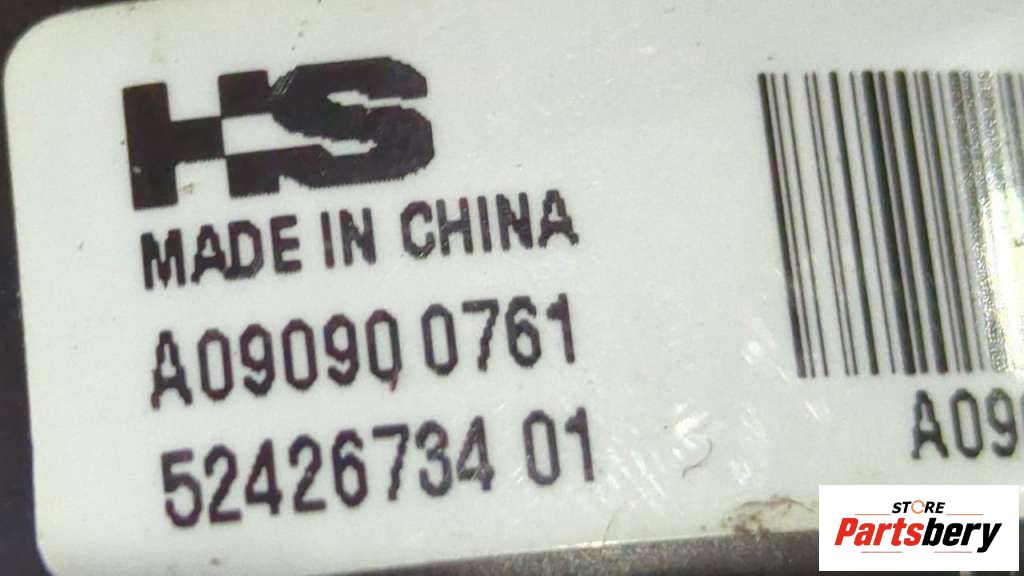 HS
MADE IN CHINA
A09090 0761
52426734 01
A09
STORE
Partsbery